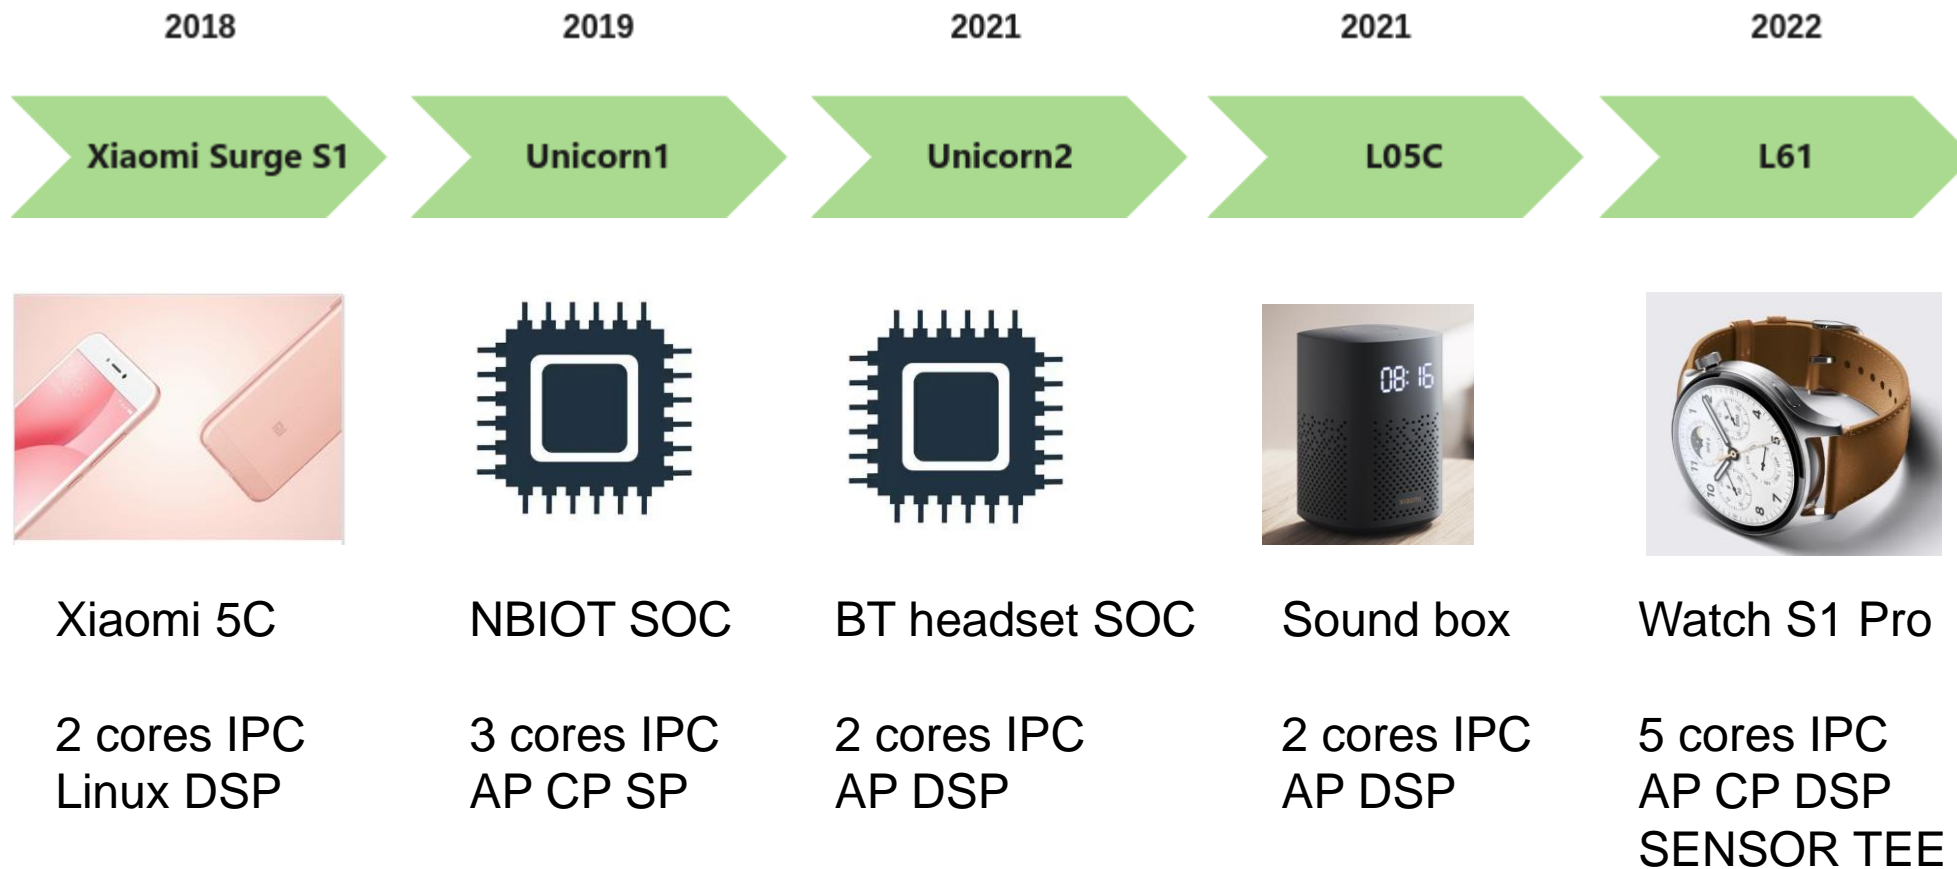 2018
2019
2021
2021
2022
Xiaomi Surge S1
Unicorn1
Unicorn2
L05C
L61
08:16
xiaomi
Xiaomi 5C
NBIOT SOC
BT headset SOC
Sound box
Watch S1 Pro
2 cores IPC
Linux DSP
3 cores IPC
AP CP SP
2 cores IPC
AP DSP
2 cores IPC
AP DSP
5 cores IPC
AP CP DSP
SENSOR TEE